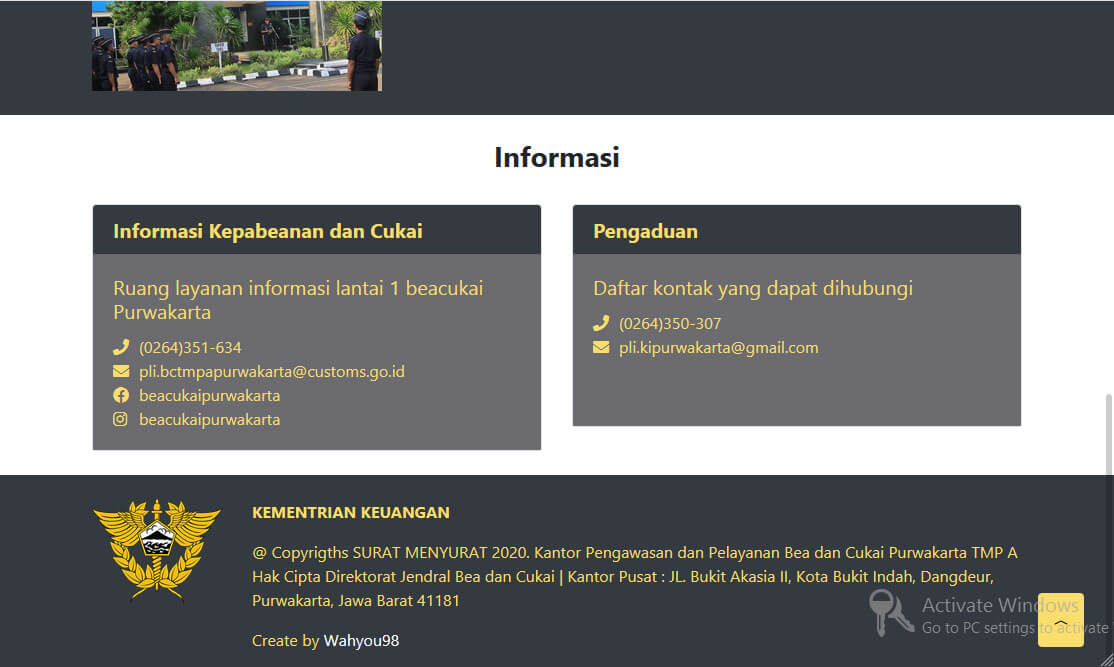 Informasi
Informasi Kepabeanan dan Cukai
Ruang layanan informasi lantai 1 beacukai
Purwakarta
(0264)351-634
pli.bctmpapurwakarta@customs.go.id
beacukaipurwakarta
beacukaipurwakarta
Pengaduan
Daftar kontak yang dapat dihubungi
(0264)350-307
pli.kipurwakarta@gmail.com
KEMENTRIAN KEUANGAN
@ Copyrigths SURAT MENYURAT 2020. Kantor Pengawasan dan Pelayanan Bea dan Cukai Purwakarta TMP A
Hak Cipta Direktorat Jendral Bea dan Cukai | Kantor Pusat : JL. Bukit Akasia II, Kota Bukit Indah, Dangdeur,
Purwakarta, Jawa Barat 41181
Create by Wahyou98
Activate Windows
Go to PC settings to activate